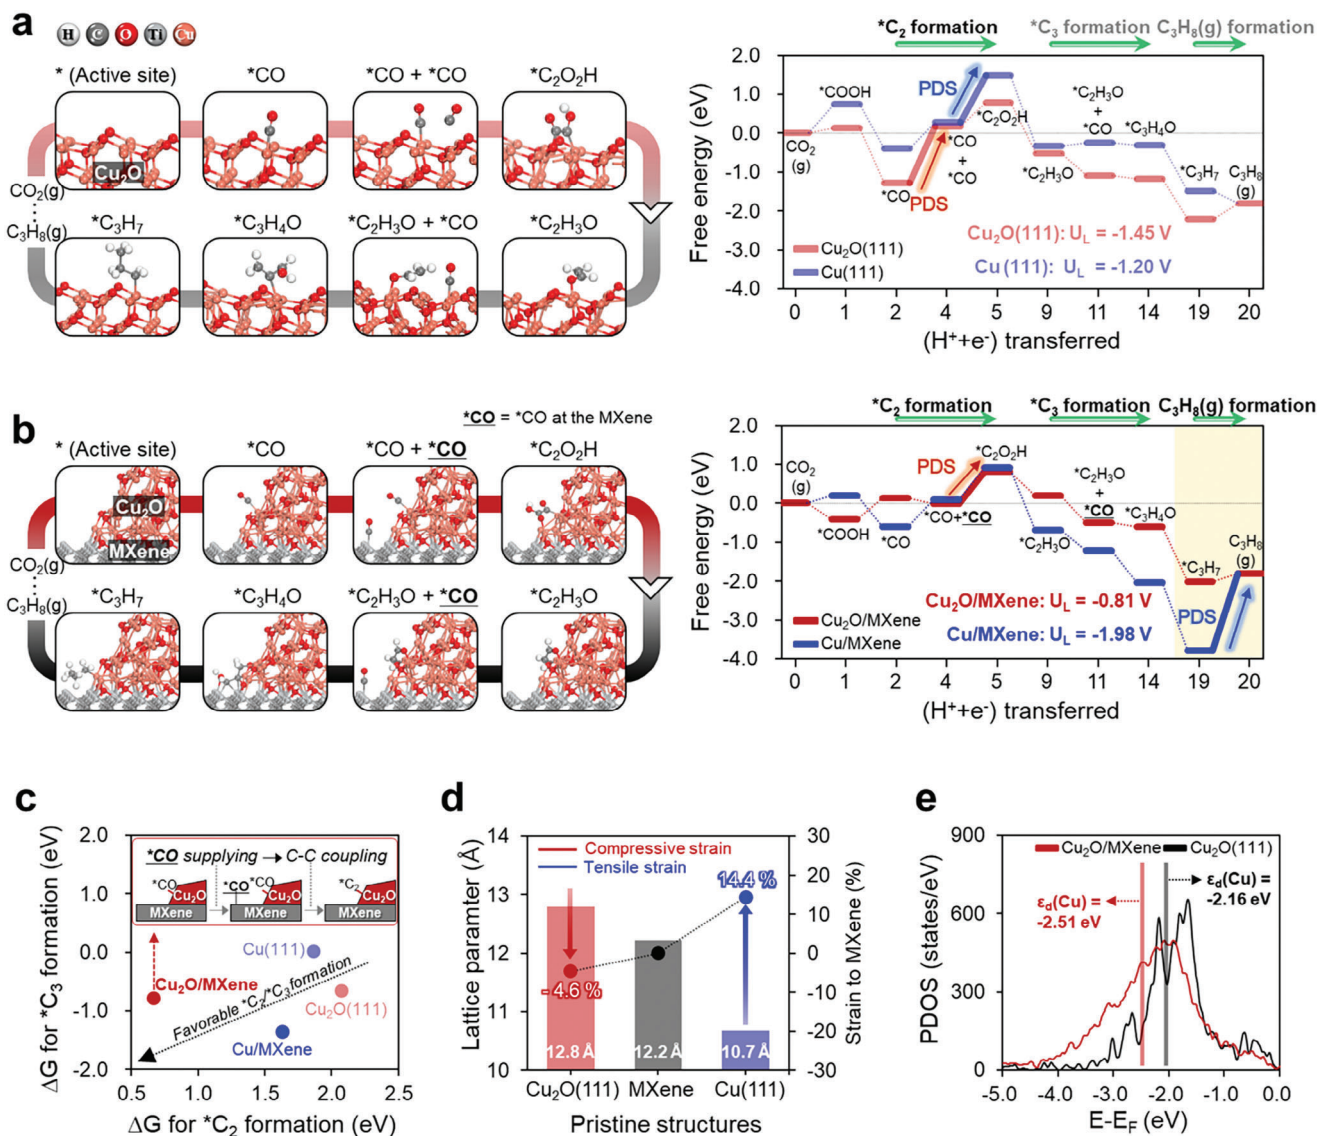 a
H C O Ti Cu
* (Active site)
*CO
*CO + *CO
*C₂O₂H
Cu₂O
CO₂(g)
C₃H₈(g)
*C₃H₇
*C₃H₄O
*C₂H₃O + *CO
*C₂H₃O
*C₂ formation
*C₃ formation
C₃H₈(g) formation
Free energy (eV)
2.0
1.0
0.0
-1.0
-2.0
-3.0
-4.0
CO₂
(g)
*COOH
*CO
PDS
PDS
*CO
+
*CO
*C₂O₂H
*C₂H₃O
*C₂H₃O
+
*CO
*C₃H₄O
*C₃H₇
C₃H₈
(g)
Cu₂O(111)
Cu(111)
Cu₂O(111): U_L = -1.45 V
Cu (111): U_L = -1.20 V
0 1 2 4 5 9 11 14 19 20
(H⁺+e⁻) transferred
b
*CO = *CO at the MXene
* (Active site)
*CO
*CO + *CO
*C₂O₂H
Cu₂O
MXene
CO₂(g)
C₃H₈(g)
*C₃H₇
*C₃H₄O
*C₂H₃O + *CO
*C₂H₃O
*C₂ formation
*C₃ formation
C₃H₈(g) formation
Free energy (eV)
2.0
1.0
0.0
-1.0
-2.0
-3.0
-4.0
CO₂
(g)
*COOH
*CO
PDS
*CO+*CO
*C₂O₂H
*C₂H₃O
*C₂H₃O
+
*CO
*C₃H₄O
*C₃H₇
C₃H₈
(g)
PDS
Cu₂O/MXene
Cu/MXene
Cu₂O/MXene: U_L = -0.81 V
Cu/MXene: U_L = -1.98 V
0 1 2 4 5 9 11 14 19 20
(H⁺+e⁻) transferred
c
ΔG for *C₃ formation (eV)
2.0
1.0
0.0
-1.0
-2.0
*CO supplying → C-C coupling
*CO
Cu₂O
MXene
*CO
*CO
Cu₂O
MXene
*C₂
Cu₂O
MXene
Cu(111)
Cu₂O/MXene
Cu₂O(111)
Favorable *C₂/*C₃ formation
Cu/MXene
0.5 1.0 1.5 2.0 2.5
ΔG for *C₂ formation (eV)
d
Lattice paramter (Å)
14
13
12
11
10
Compressive strain
Tensile strain
14.4 %
-4.6 %
12.8 Å
12.2 Å
10.7 Å
Cu₂O(111) MXene Cu(111)
Pristine structures
30
20
10
0
-10
-20
-30
Strain to MXene (%)
e
PDOS (states/eV)
900
600
300
0
Cu₂O/MXene
Cu₂O(111)
ε_d(Cu) =
-2.51 eV
ε_d(Cu) =
-2.16 eV
-5.0 -4.0 -3.0 -2.0 -1.0 0.0
E-E_F (eV)